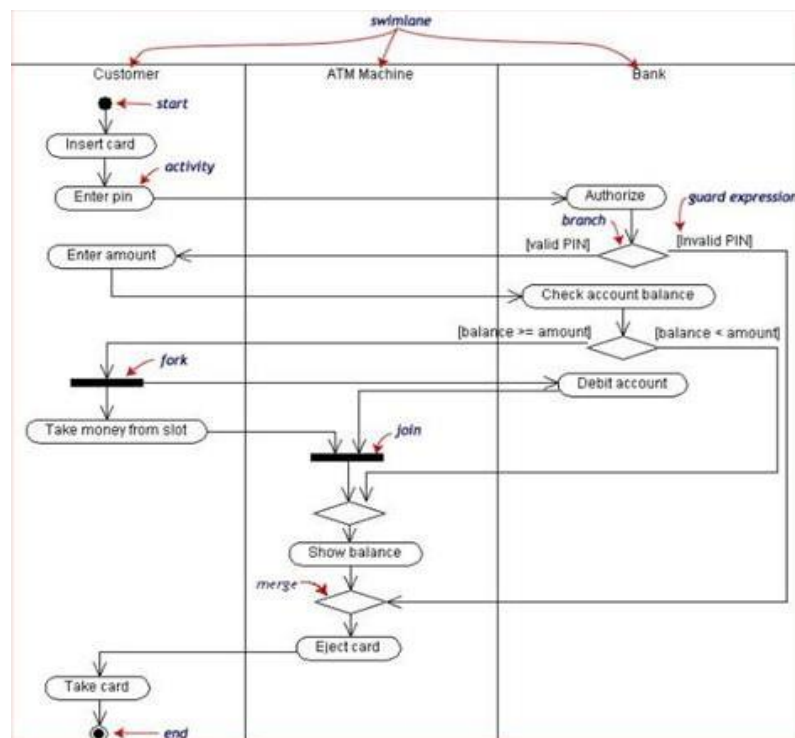 swimlane
Customer
ATM Machine
Bank
start
Insert card
activity
Enter pin
Authorize
guard expression
branch
[valid PIN]
[Invalid PIN]
Enter amount
Check account balance
[balance >= amount]
[balance < amount]
fork
Debit account
Take money from slot
join
Show balance
merge
Eject card
Take card
end